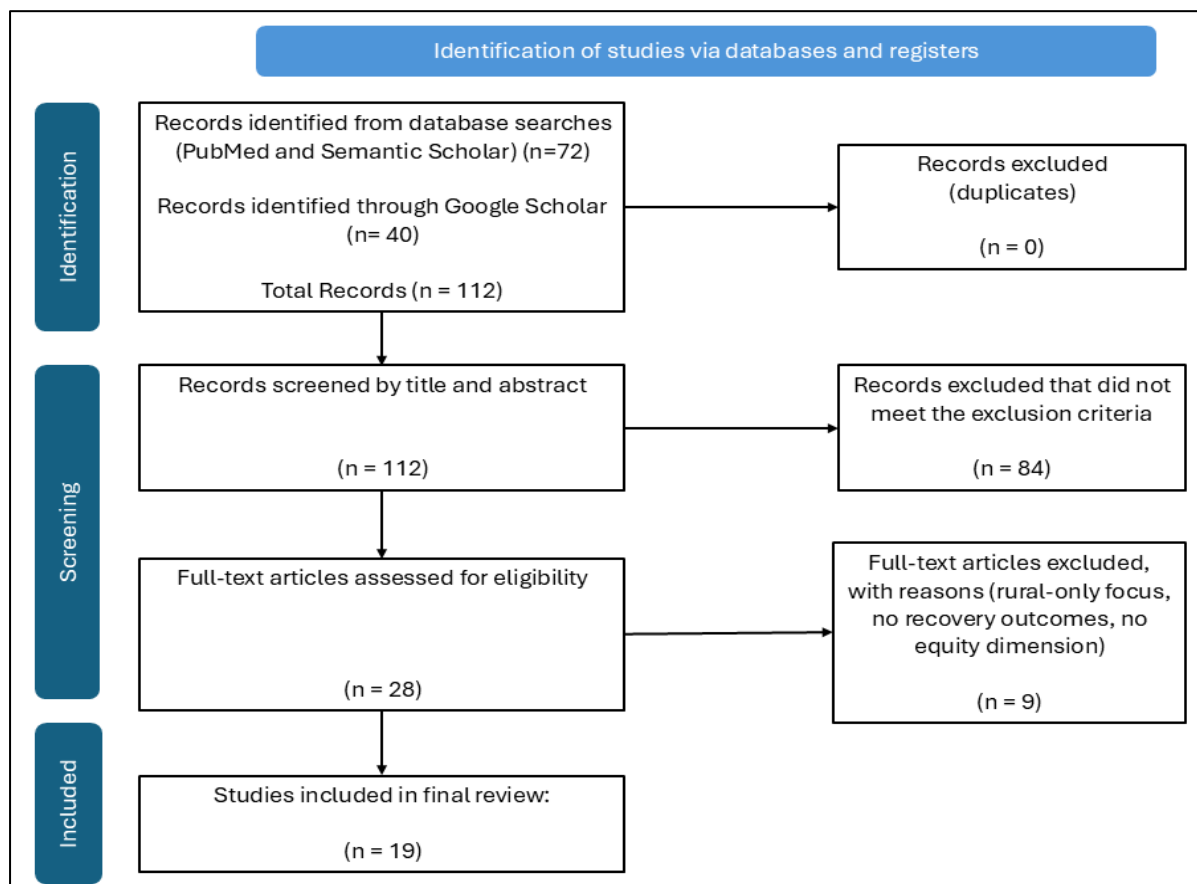 Identification of studies via databases and registers
Identification
Records identified from database searches
(PubMed and Semantic Scholar) (n=72)
Records identified through Google Scholar
(n= 40)
Total Records (n = 112)
Records excluded
(duplicates)
(n = 0)
Screening
Records screened by title and abstract
(n = 112)
Records excluded that did not
meet the exclusion criteria
(n = 84)
Full-text articles assessed for eligibility
(n = 28)
Full-text articles excluded,
with reasons (rural-only focus,
no recovery outcomes, no
equity dimension)
(n = 9)
Included
Studies included in final review:
(n = 19)